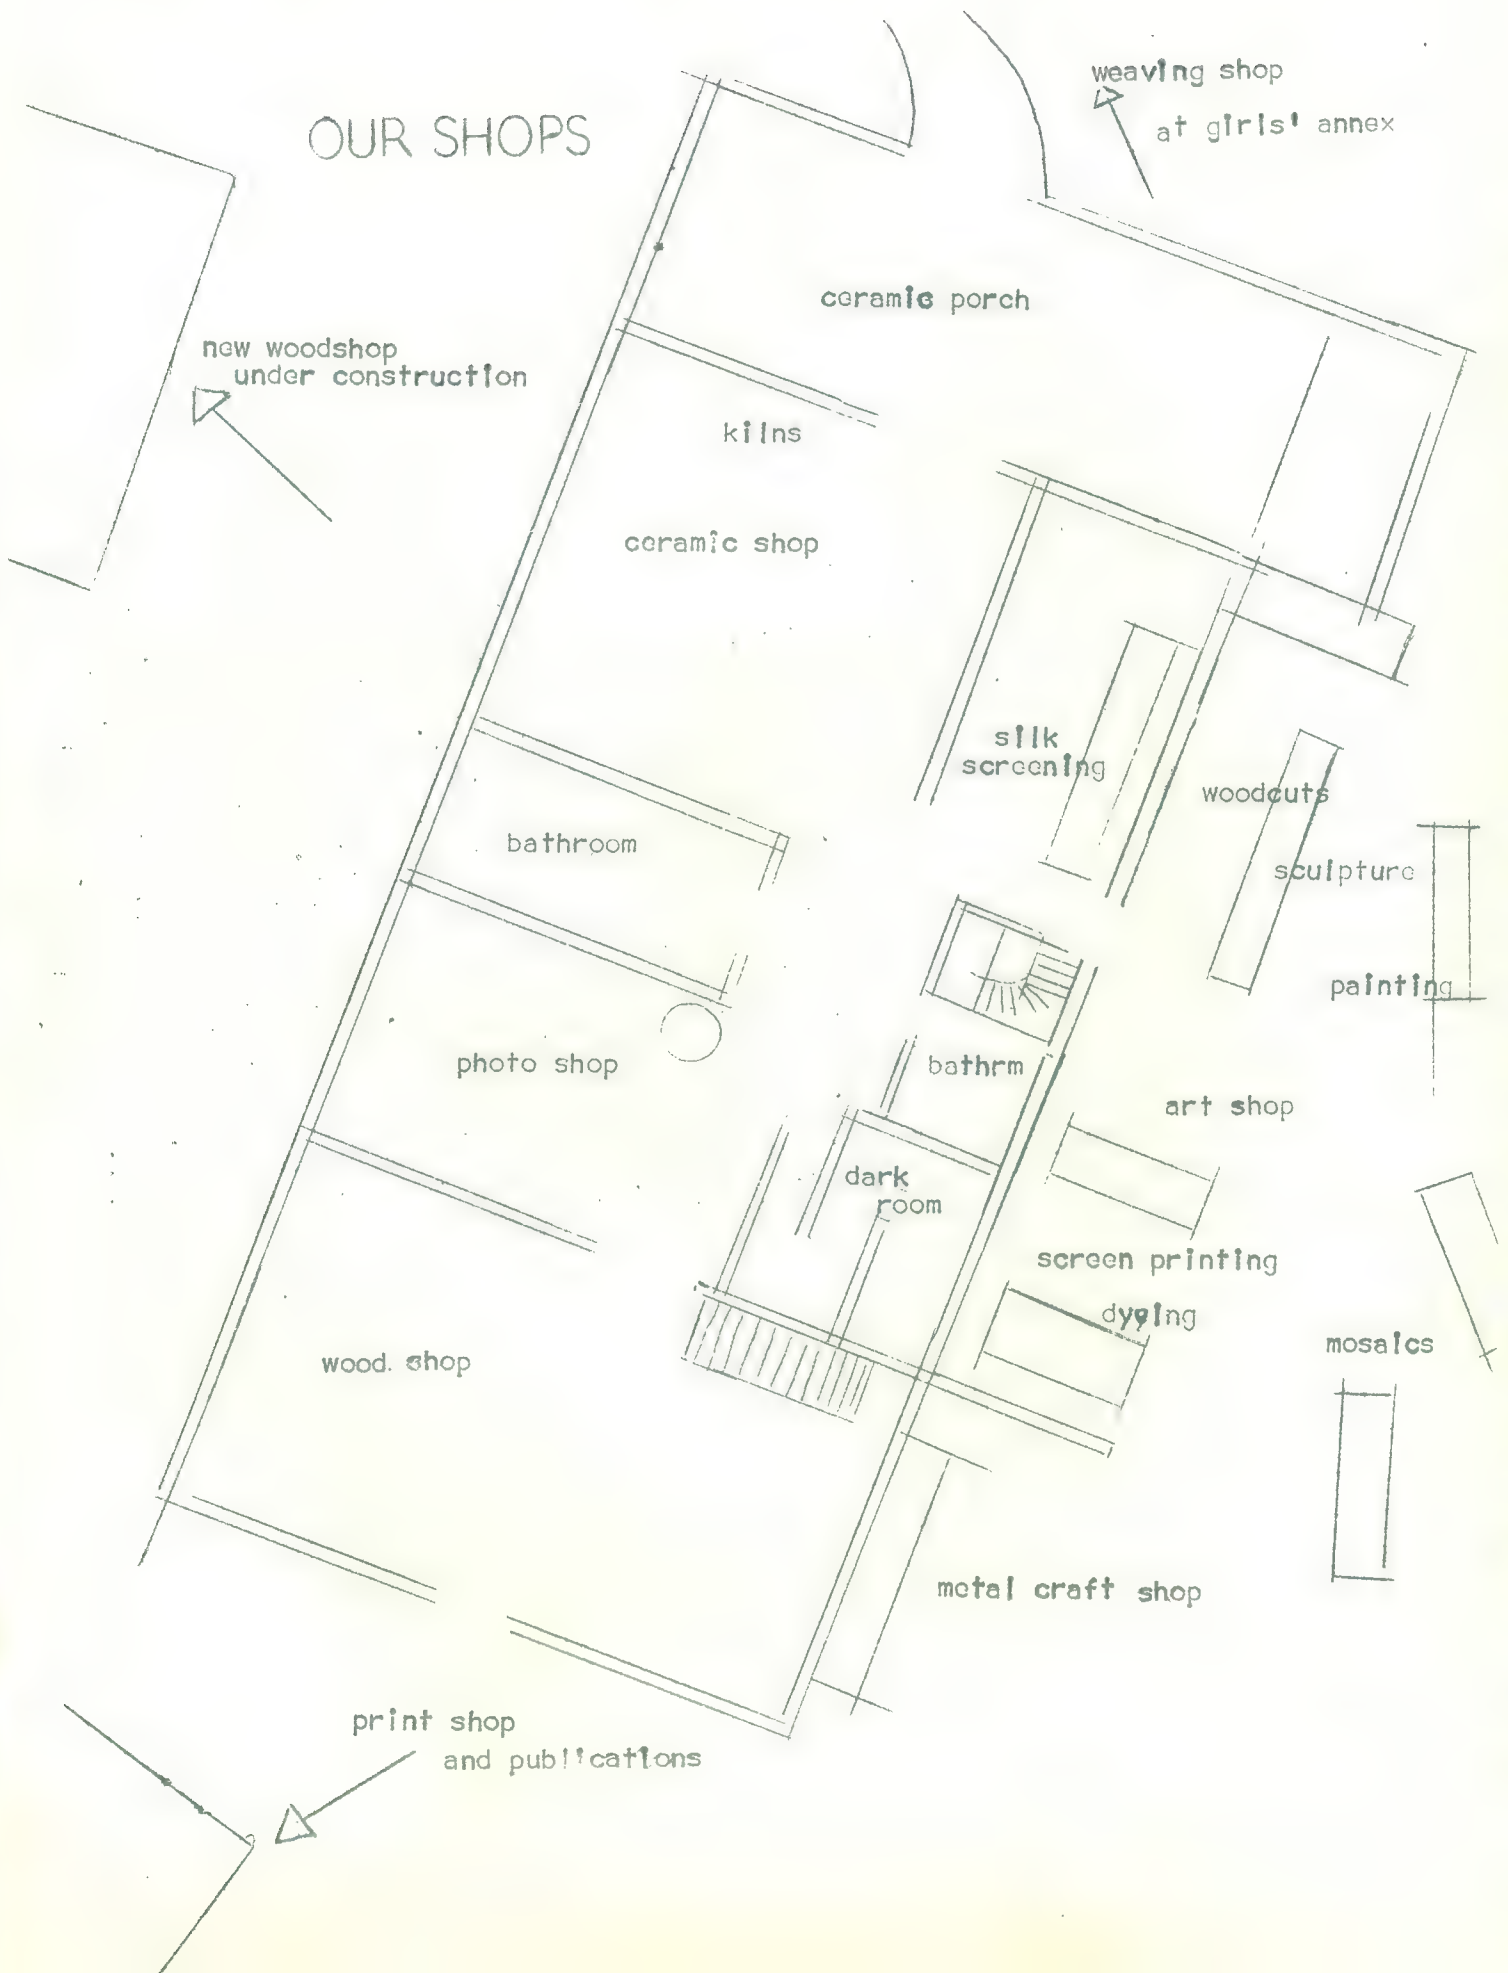 OUR SHOPS
weaving shop
at girls' annex
ceramic porch
new woodshop
under construction
kilns
ceramic shop
silk
screening
woodcuts
bathroom
sculpture
painting
photo shop
bathrm
art shop
dark
room
screen printing
dyeing
mosaics
wood. shop
metal craft shop
print shop
and publications